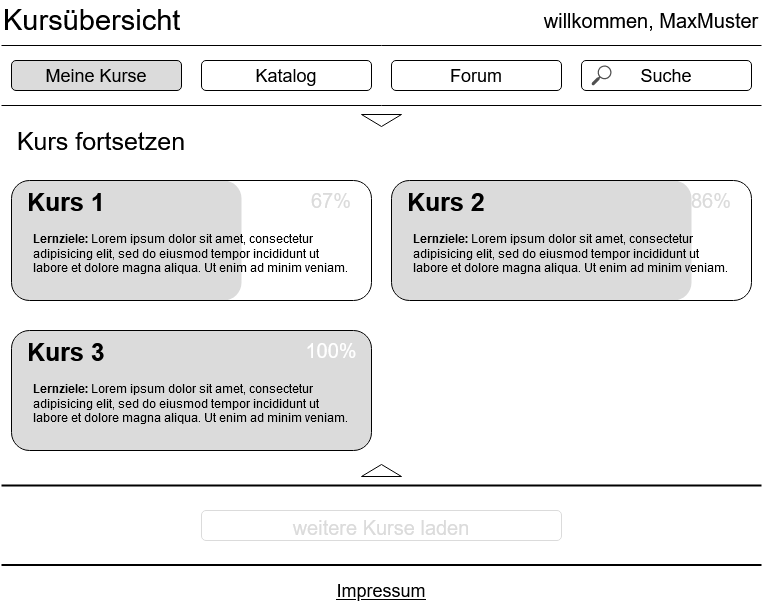 Kursübersicht
willkommen, MaxMuster
Meine Kurse
Katalog
Forum
Suche
Kurs fortsetzen
Kurs 1
67%
Lernziele: Lorem ipsum dolor sit amet, consectetur
adipisicing elit, sed do eiusmod tempor incididunt ut
labore et dolore magna aliqua. Ut enim ad minim veniam.
Kurs 2
86%
Lernziele: Lorem ipsum dolor sit amet, consectetur
adipisicing elit, sed do eiusmod tempor incididunt ut
labore et dolore magna aliqua. Ut enim ad minim veniam.
Kurs 3
100%
Lernziele: Lorem ipsum dolor sit amet, consectetur
adipisicing elit, sed do eiusmod tempor incididunt ut
labore et dolore magna aliqua. Ut enim ad minim veniam.
weitere Kurse laden
Impressum